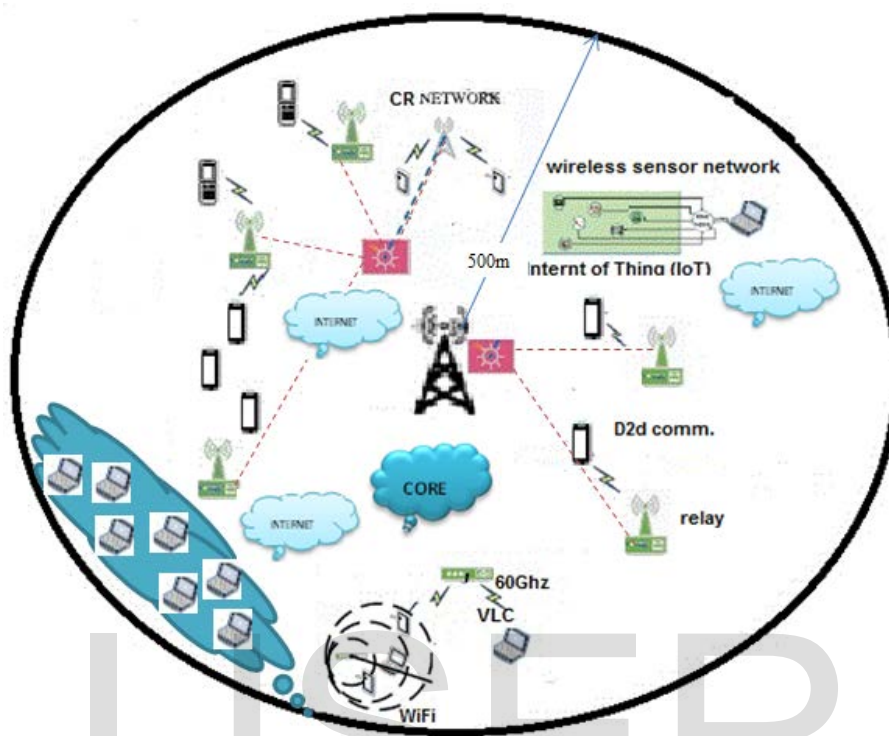 CR NETWORK
wireless sensor network
500m
Internt of Thing (IoT)
INTERNET
INTERNET
D2d comm.
CORE
INTERNET
relay
60Ghz
VLC
WiFi
IJSER